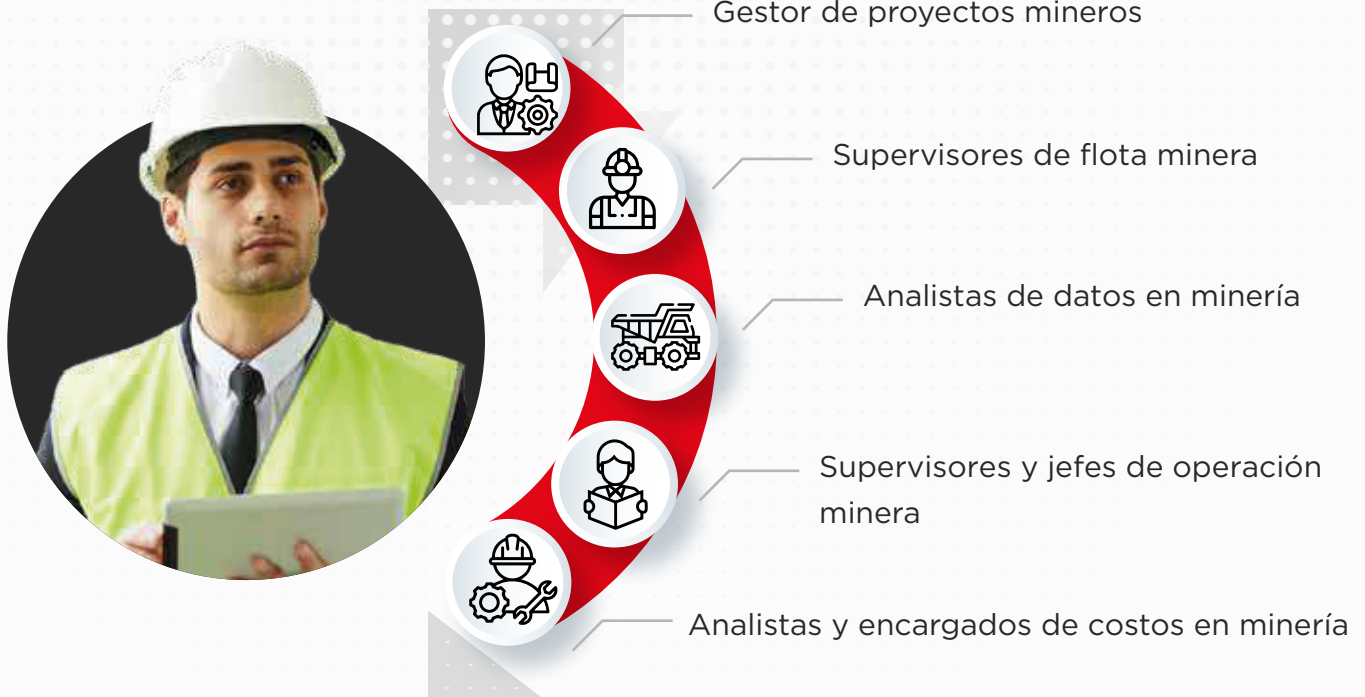 Gestor de proyectos mineros
Supervisores de flota minera
Analistas de datos en minería
Supervisores y jefes de operación
minera
Analistas y encargados de costos en minería